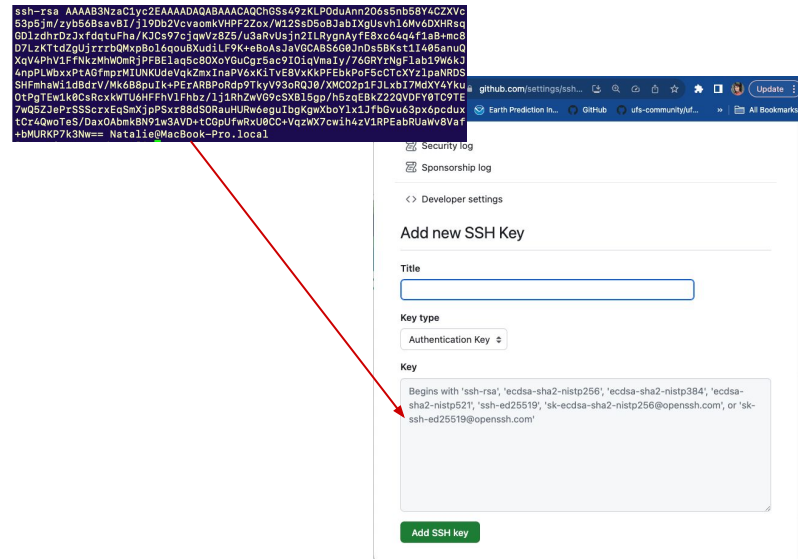 ssh-rsa AAAAB3NzaC1yc2EAAAADAQABAAACAQChGSs49zKLPOduAnn2O6s5nb58Y4CZXVc
53p5jm/zyb56BsavBI/jl9Db2VcvaomkVHPF2Zox/W12SsD5oBJabIXgUsvhl6Mv6DXHRsq
GDlzdhrDzJxfdqtuFha/KJCs97cjqwVz8Z5/u3aRvUsjn2ILRygnAyfE8xc64q4f1aB+mc8
D7LzKTtdZgUjrrrbQMxpBol6qouBXudiLF9K+eBoAsJaVGCABS6G0JnDs5BKst1I405anuQ
XqV4PhV1FfNkzMhWOmRjPFBElaq5c8OXoYGuCgr5ac9IOiqVmaIy/76GRYrNgFlab19W6kJ
4npPLWbxxPtAGfmprMIUNKUdeVqkZmxInaPV6xKiTvE8VxKkPFEbkPoF5cCTcXYzlpaNRDS
SHFmhaWi1dBdrV/Mk6B8puIk+PErARBPoRdp9TkyV93oRQJ0/XMCO2p1FJLxbI7MdXY4Yku
OtPgTEw1k0CsRcxkWTU6HFFhVlFhbz/lj1RhZwVG9cSXBl5gp/h5zqEBkZ22QVDFY0TC9TE
7wQ5ZJePrSSScrxEqSmXjpPSxr88dSORauHURw6eguIbgKgwXboYlx1JfbGvu63px6pcdux
tCr4QwoTeS/DaxOAbmkBN91w3AVD+tCGpUfwRxU0CC+VqzWX7cwih4zV1RPEabRUaWv8Vaf
+bMURKP7k3Nw== Natalie@MacBook-Pro.local
github.com/settings/ssh...
Update
Earth Prediction In...
GitHub
ufs-community/uf...
»
All Bookmarks
Security log
Sponsorship log
<> Developer settings
Add new SSH Key
Title
Key type
Authentication Key
Key
Begins with 'ssh-rsa', 'ecdsa-sha2-nistp256', 'ecdsa-sha2-nistp384', 'ecdsa-
sha2-nistp521', 'ssh-ed25519', 'sk-ecdsa-sha2-nistp256@openssh.com', or 'sk-
ssh-ed25519@openssh.com'
Add SSH key